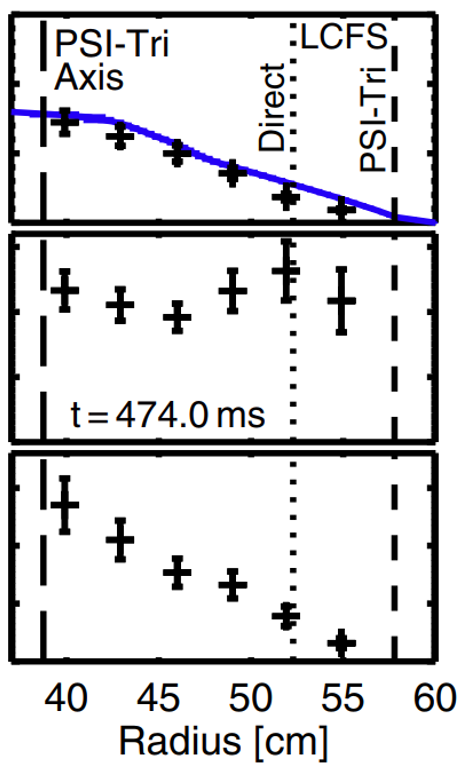 PSI-Tri
Axis
LCFS
Direct
PSI-Tri
t = 474.0 ms
40 45 50 55 60
Radius [cm]